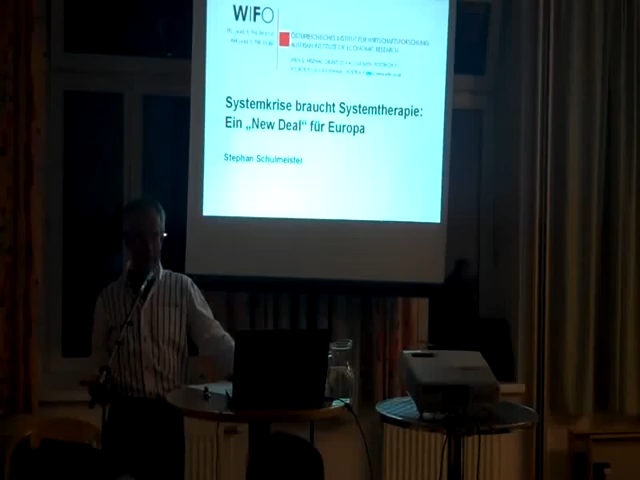 WIFO
ÖSTERREICHISCHES INSTITUT FÜR WIRTSCHAFTSFORSCHUNG
AUSTRIAN INSTITUTE OF ECONOMIC RESEARCH
Systemkrise braucht Systemtherapie:
Ein „New Deal“ für Europa
Stephan Schulmeister